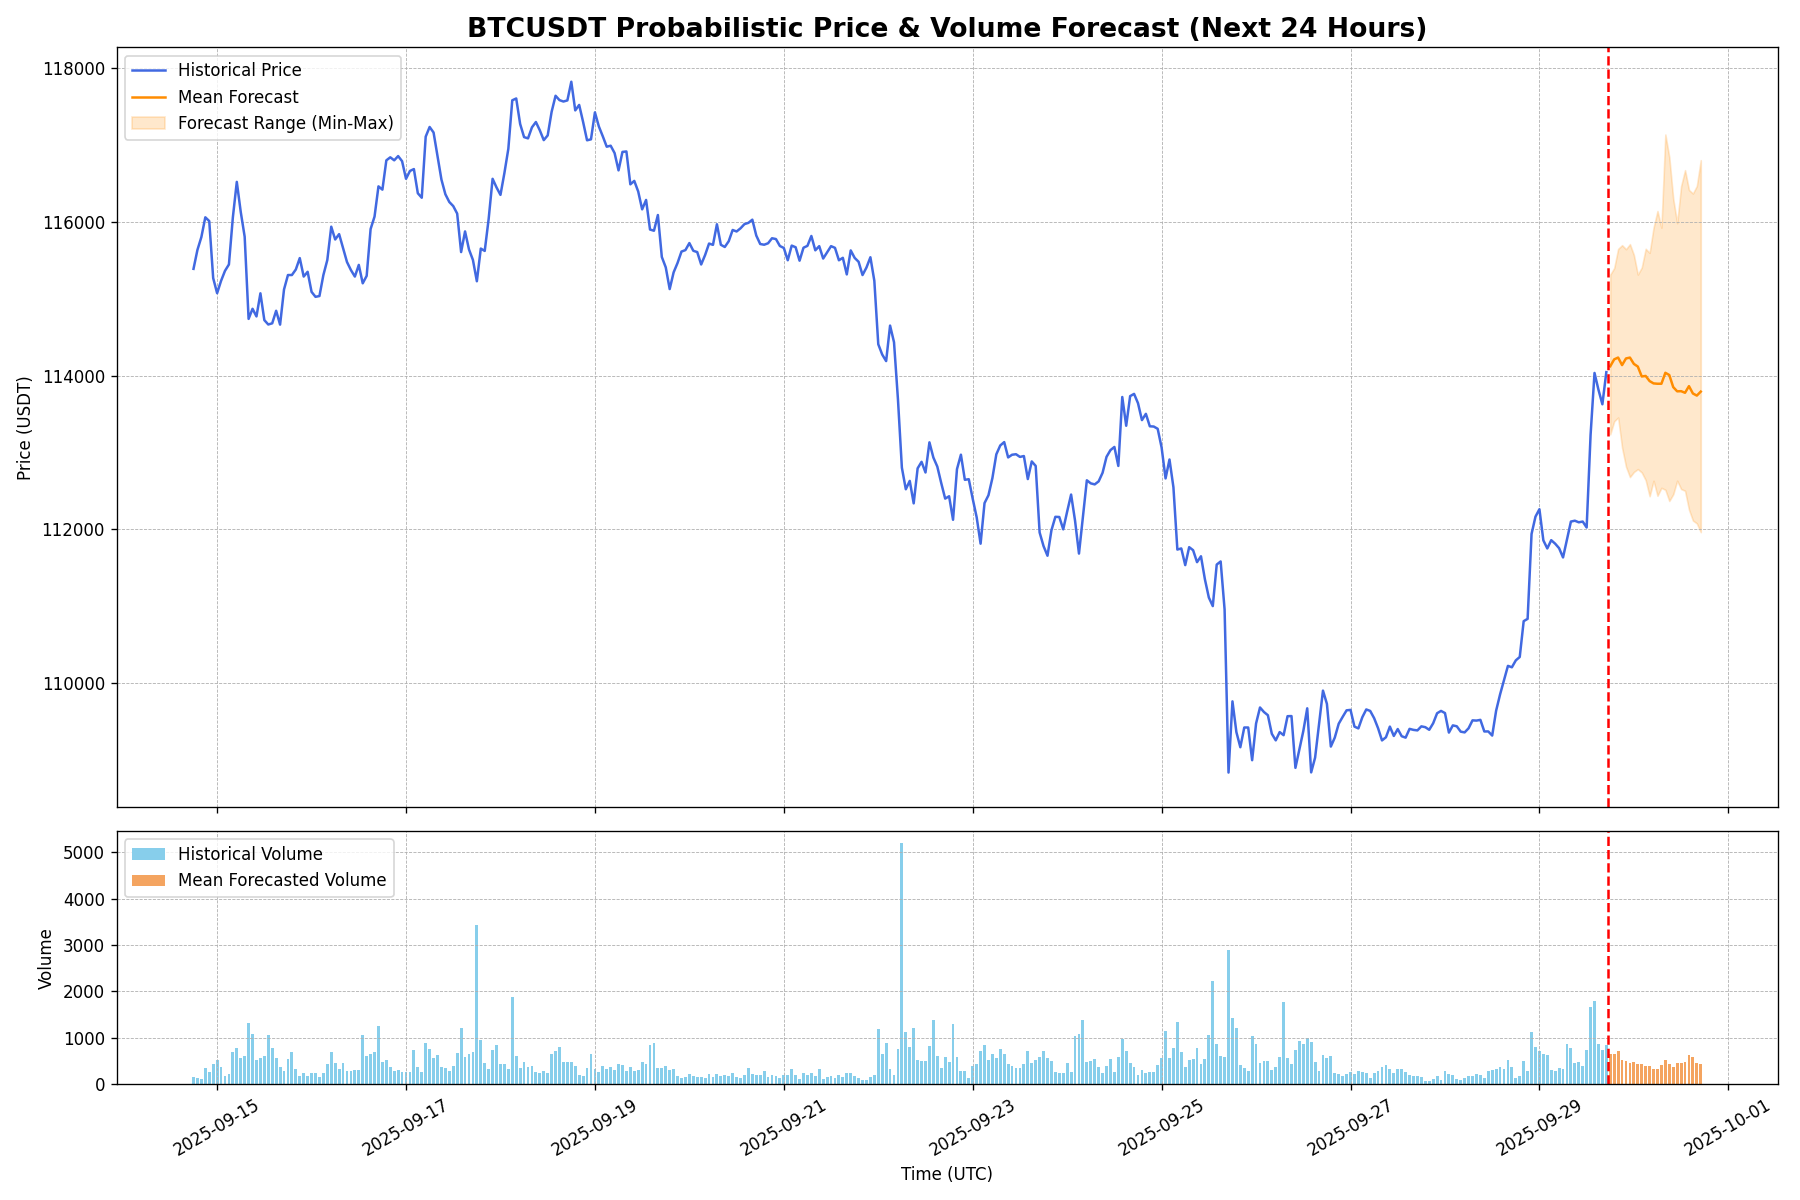 BTCUSDT Probabilistic Price & Volume Forecast (Next 24 Hours)
Historical Price
Mean Forecast
Forecast Range (Min-Max)
118000
116000
114000
112000
110000
Price (USDT)
Historical Volume
Mean Forecasted Volume
5000
4000
3000
2000
1000
0
Volume
2025-09-15
2025-09-17
2025-09-19
2025-09-21
2025-09-23
2025-09-25
2025-09-27
2025-09-29
2025-10-01
Time (UTC)